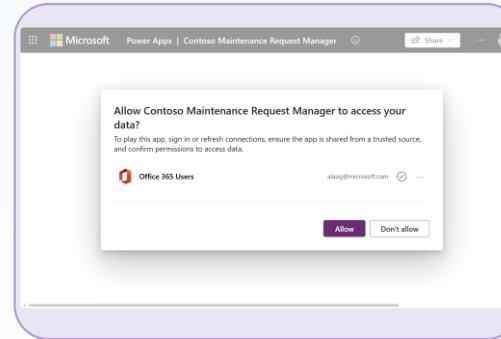 Microsoft Power Apps | Contoso Maintenance Request Manager Share
Allow Contoso Maintenance Request Manager to access your
data?
To play this app, sign in or refresh connections, ensure the app is shared from a trusted source,
and confirm permissions to access data.
Office 365 Users alaug@microsoft.com
Allow Don't allow